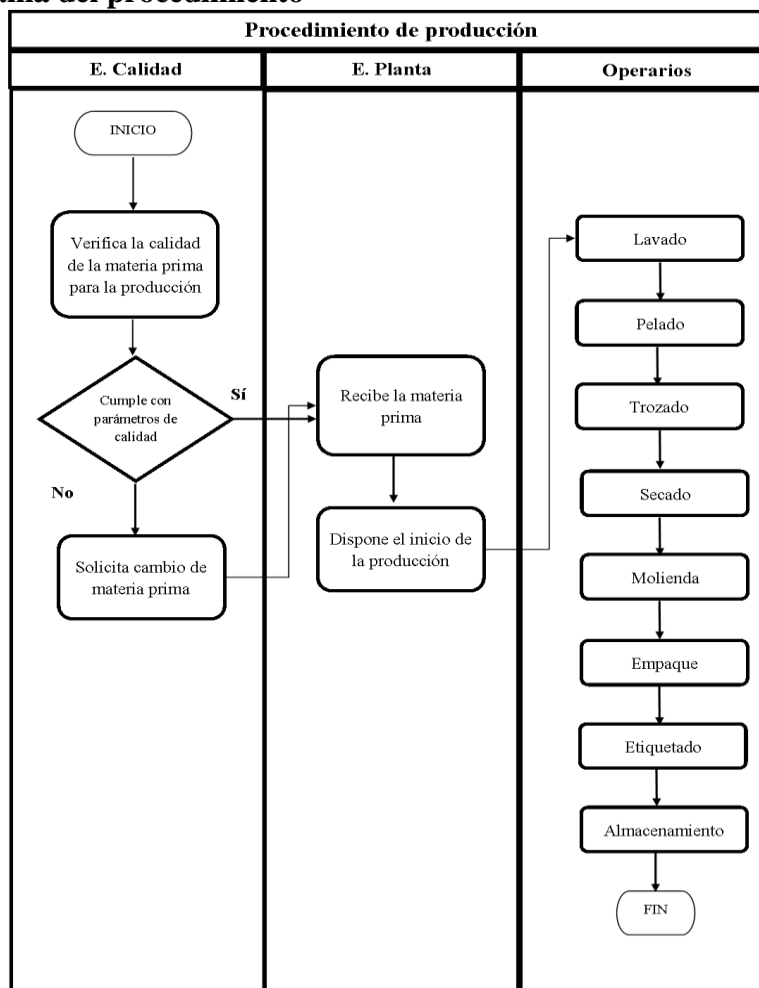 del procedimiento
Procedimiento de producción
E. Calidad
E. Planta
Operarios
INICIO
Verifica la calidad
de la materia prima
para la producción
Cumple con
parámetros de
calidad
Sí
No
Solicita cambio de
materia prima
Recibe la materia
prima
Dispone el inicio de
la producción
Lavado
Pelado
Trozado
Secado
Molienda
Empaque
Etiquetado
Almacenamiento
FIN